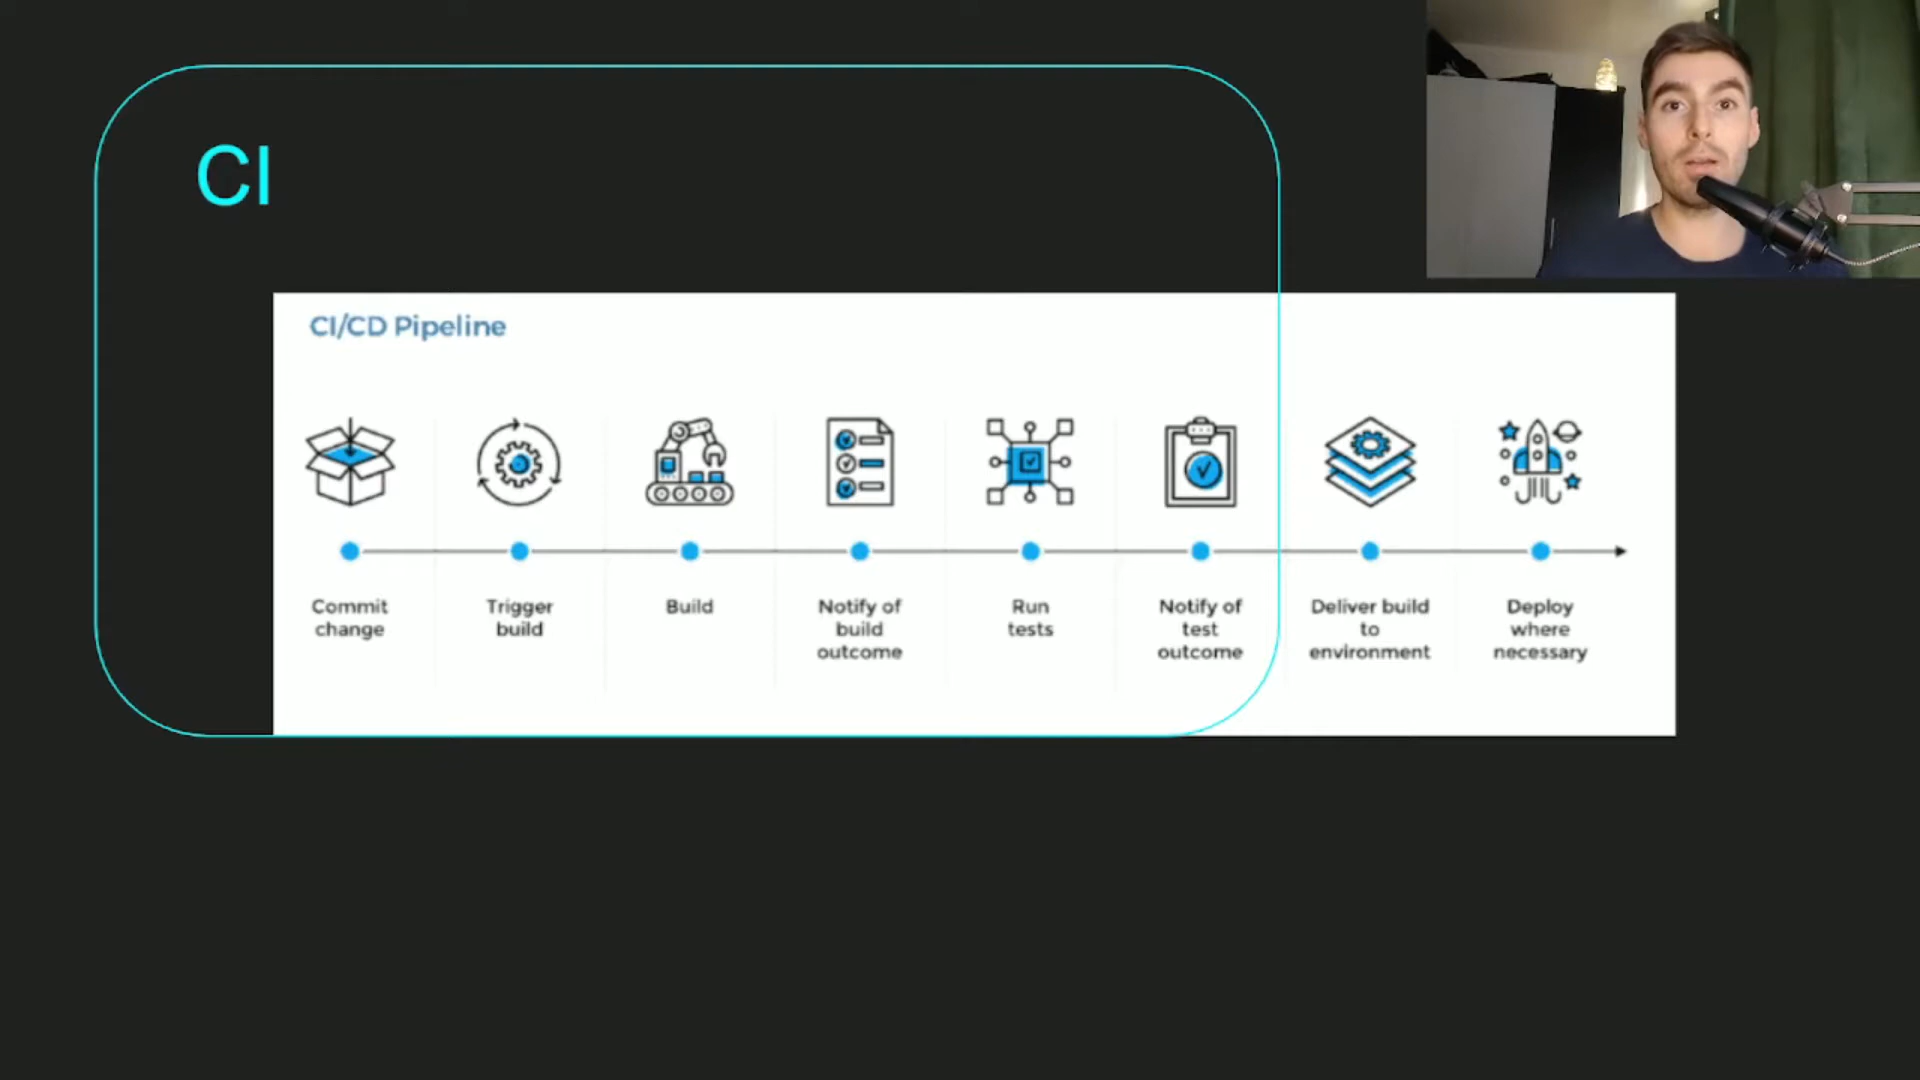 CI
CI/CD Pipeline
Commit
change
Trigger
build
Build
Notify of
build
outcome
Run
tests
Notify of
test
outcome
Deliver build
to
environment
Deploy
where
necessary